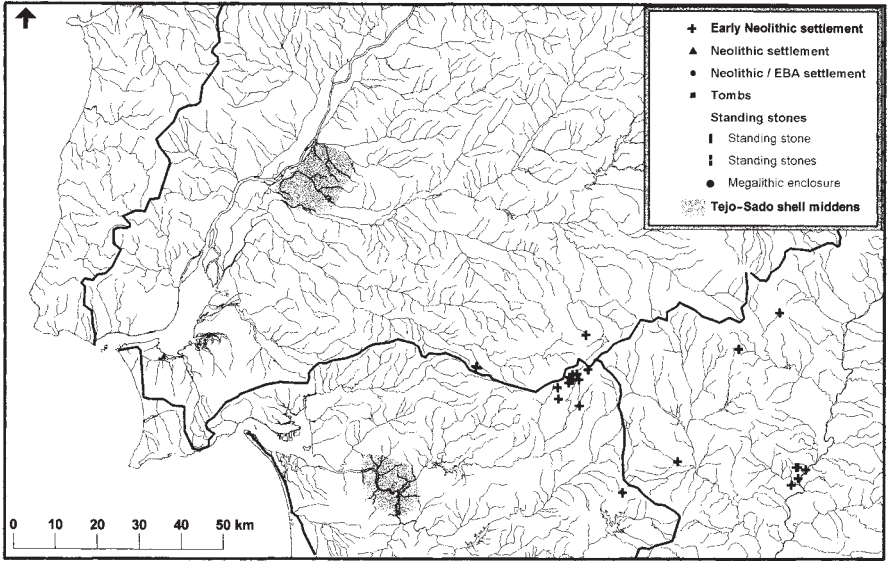 Early Neolithic settlement
Neolithic settlement
Neolithic / EBA settlement
Tombs
Standing stones
Standing stone
Standing stones
Megalithic enclosure
Tejo-Sado shell middens
0 10 20 30 40 50 km